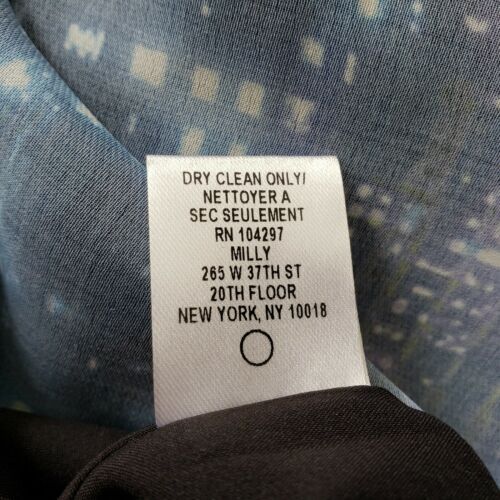 DRY CLEAN ONLY/
NETTOYER A
SEC SEULEMENT
RN 104297
MILLY
265 W 37TH ST
20TH FLOOR
NEW YORK, NY 10018